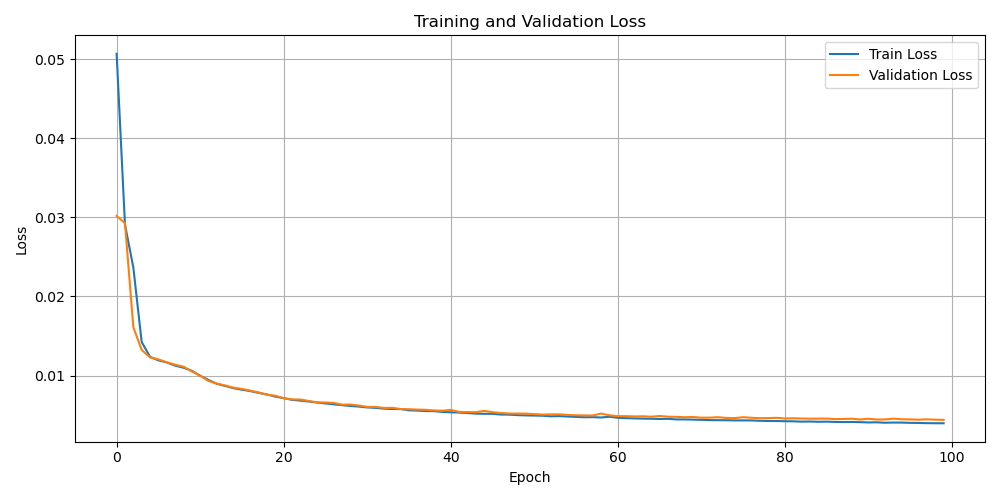 Training and Validation Loss
Train Loss
Validation Loss
0.05
0.04
0.03
0.02
0.01
Loss
0 20 40 60 80 100
Epoch